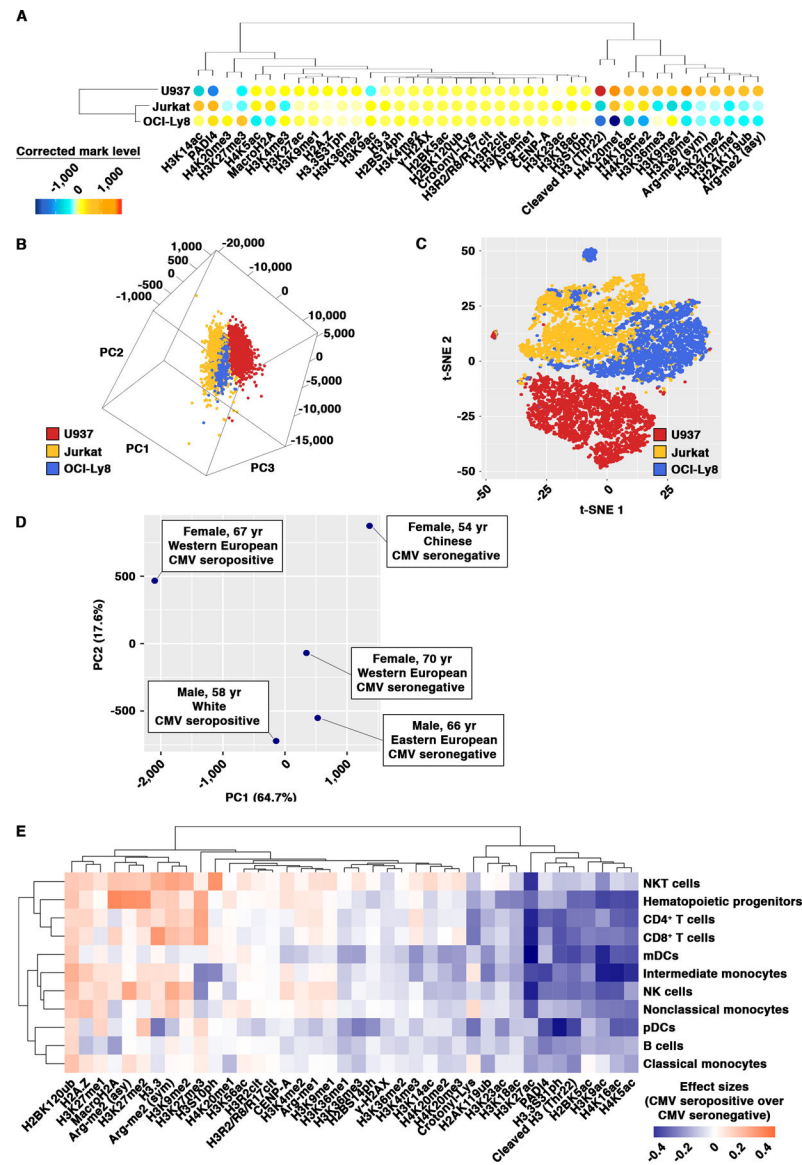 A
U937
Jurkat
OCI-Ly8
Corrected mark level
-1,000
1,000
H3K14ac
PADI4
H4K20me3
H3K27me3
H4K5ac
MacroH2A
H3K4me3
H3K27ac
H3K9me1
H2A.Z
H3.3S31ph
H3K36me2
H3K9ac
H3.3
H2BS14ph
H3K4me2
γ-H2AX
H2BK5ac
H2BK120ub
Crotonyl-Lys
H3R2/R8/R17cit
H3R2cit
H3K56ac
Arg-me1
CENP-A
H3K23ac
H3K18ac
H3S10ph
Cleaved H3 (Thr22)
H4K20me1
H4K16ac
H4K20me2
H3K36me3
H3K9me2
H3K36me1
Arg-me2 (sym)
H3K27me2
H3K27me1
H2AK119ub
Arg-me2 (asy)
B
1,000
500
0
-500
-1,000
-20,000
-10,000
0
10,000
5,000
0
-5,000
-10,000
-15,000
PC2
PC1
PC3
U937
Jurkat
OCI-Ly8
C
50
25
0
-25
-50
t-SNE 2
-50
-25
0
25
t-SNE 1
U937
Jurkat
OCI-Ly8
D
Female, 67 yr
Western European
CMV seropositive
Female, 54 yr
Chinese
CMV seronegative
Female, 70 yr
Western European
CMV seronegative
Male, 58 yr
White
CMV seropositive
Male, 66 yr
Eastern European
CMV seronegative
500
0
-500
PC2 (17.6%)
-2,000
-1,000
0
1,000
PC1 (64.7%)
E
NKT cells
Hematopoietic progenitors
CD4⁺ T cells
CD8⁺ T cells
mDCs
Intermediate monocytes
NK cells
Nonclassical monocytes
pDCs
B cells
Classical monocytes
H2BK120ub
H2A.Z
H3K27me1
MacroH2A
Arg-me2 (asy)
H3K27me2
H3.3
Arg-me2 (sym)
H3K9me2
H3K27me3
H3S10ph
H4K20me1
H3K56ac
H3R2cit
H3R2/R8/R17cit
CENP-A
H3K4me2
Arg-me1
H3K9me1
H3K36me1
H3K36me3
H2BS14ph
γ-H2AX
H3K36me2
H3K4me3
H3K14ac
H4K20me2
H4K20me3
Crotonyl-Lys
H2AK119ub
H3K23ac
H3K18ac
H3K27ac
PADI4
H3.3S31ph
Cleaved H3 (Thr22)
H2BK5ac
H3K9ac
H4K16ac
H4K5ac
Effect sizes
(CMV seropositive over
CMV seronegative)
-0.4
0
0.4